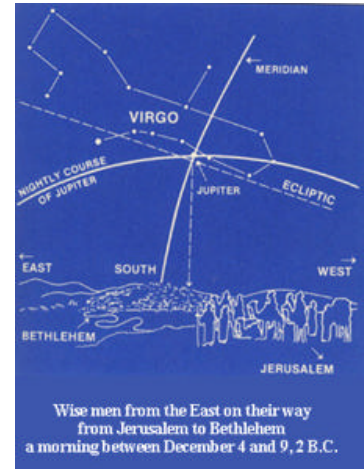 MERIDIAN
VIRGO
NIGHTLY COURSE
OF JUPITER
JUPITER
ECLIPTIC
EAST
SOUTH
WEST
BETHLEHEM
JERUSALEM
Wise men from the East on their way
from Jerusalem to Bethlehem
a morning between December 4 and 9, 2 B.C.